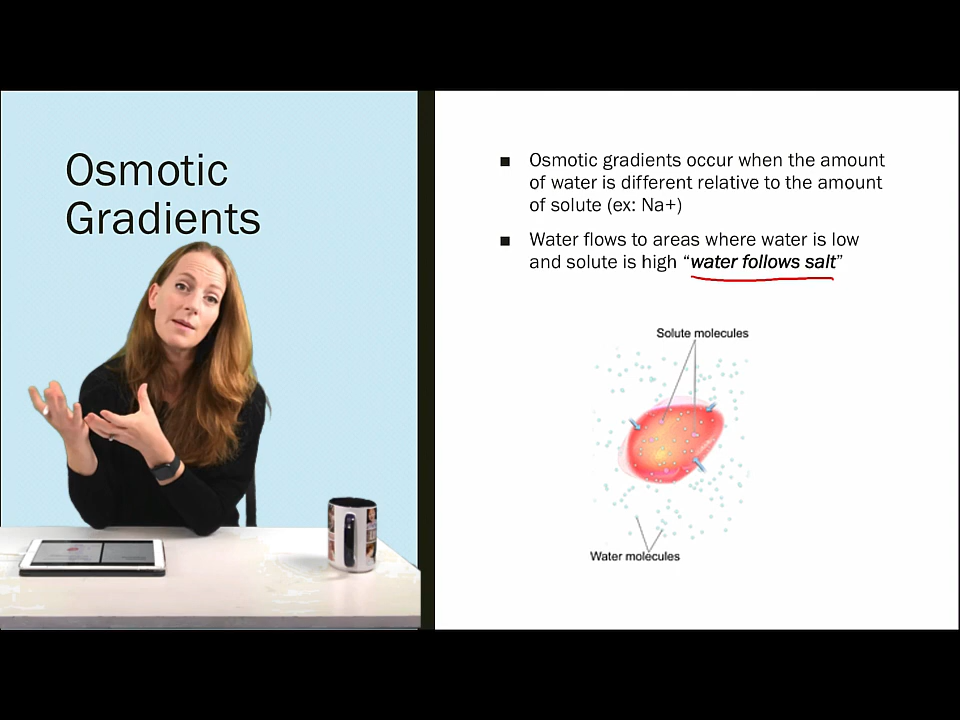 Osmotic
Gradients
■ Osmotic gradients occur when the amount
of water is different relative to the amount
of solute (ex: Na+)
■ Water flows to areas where water is low
and solute is high “water follows salt”
Solute molecules
Water molecules